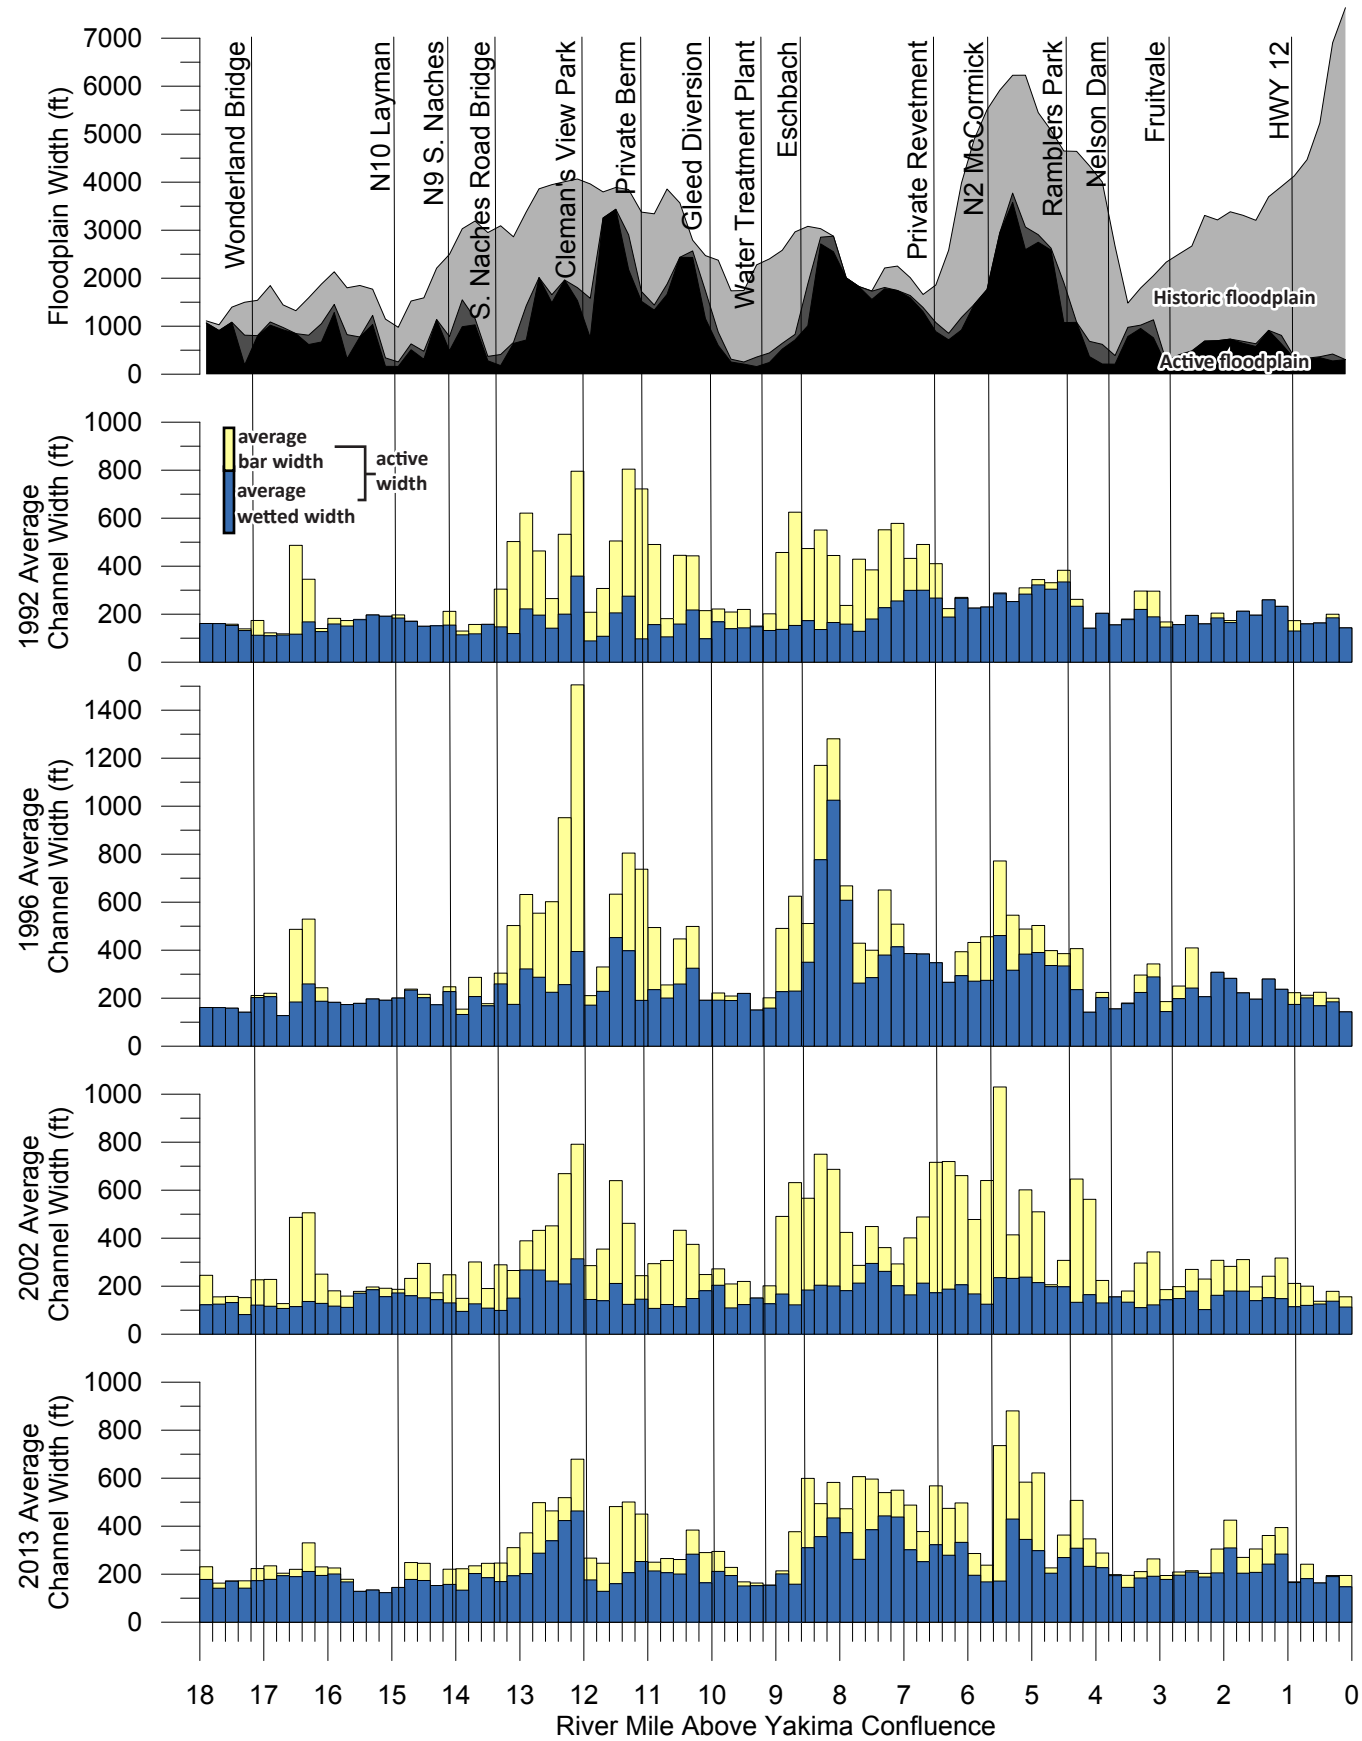 7000
6000
5000
4000
3000
2000
1000
0
Floodplain Width (ft)
Wonderland Bridge
N10 Layman
N9 S. Naches
S. Naches Road Bridge
Cleman's View Park
Private Berm
Gleed Diversion
Water Treatment Plant
Eschbach
Private Revetment
N2 McCormick
Ramblers Park
Nelson Dam
Fruitvale
HWY 12
Historic floodplain
Active floodplain
1000
800
600
400
200
0
1992 Average
Channel Width (ft)
average
bar width
average
wetted width
active
width
1400
1200
1000
800
600
400
200
0
1996 Average
Channel Width (ft)
1000
800
600
400
200
0
2002 Average
Channel Width (ft)
1000
800
600
400
200
0
2013 Average
Channel Width (ft)
18 17 16 15 14 13 12 11 10 9 8 7 6 5 4 3 2 1 0
River Mile Above Yakima Confluence